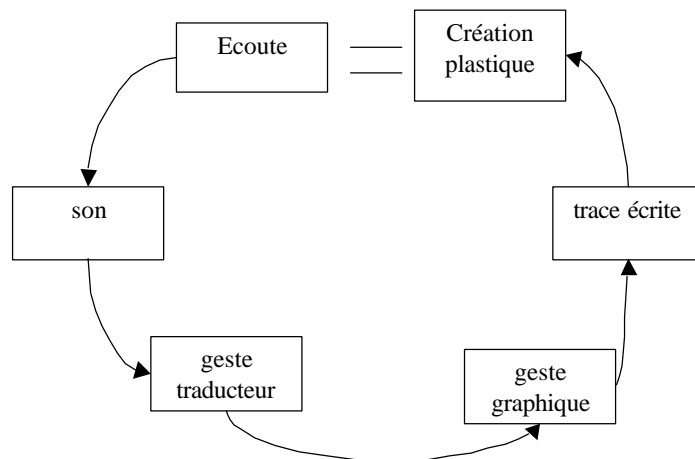 Ecoute
Création
plastique
son
trace écrite
geste
traducteur
geste
graphique